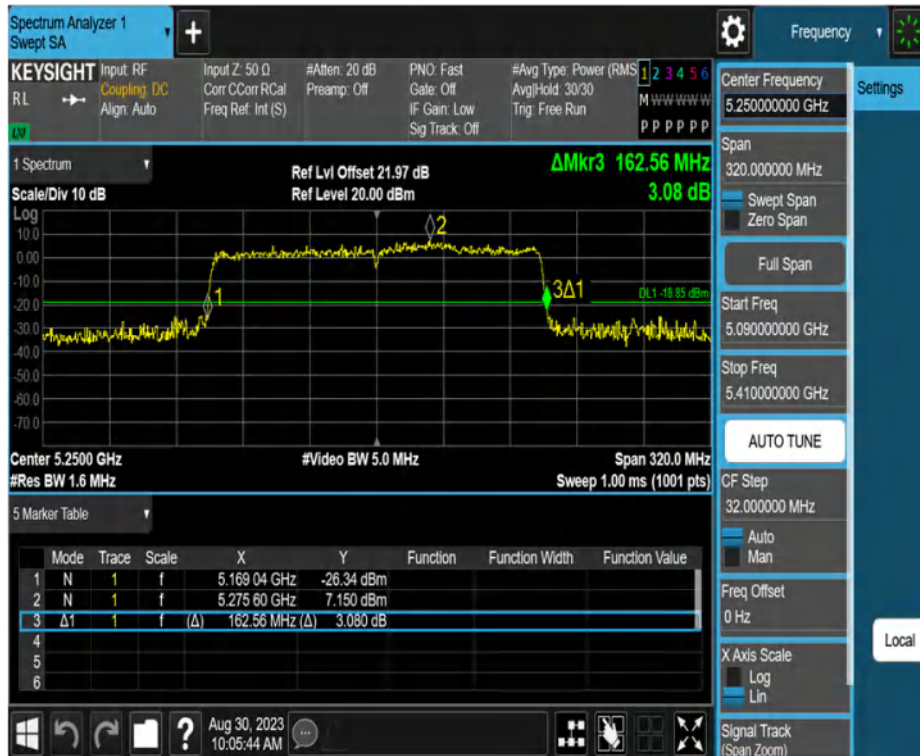 Spectrum Analyzer 1
Swept SA
+
Frequency
KEYSIGHT
RL
LNI
Input: RF
Coupling: DC
Align: Auto
Input Z: 50 Ω
Corr CCorr RCal
Freq Ref: Int (S)
#Atten: 20 dB
Preamp: Off
PNO: Fast
Gate: Off
IF Gain: Low
Sig Track: Off
#Avg Type: Power (RMS
Avg|Hold: 30/30
Trig: Free Run
1 2 3 4 5 6
M W W W W W
P P P P P P
Center Frequency
5.250000000 GHz
Settings
1 Spectrum
Scale/Div 10 dB
Ref Lvl Offset 21.97 dB
Ref Level 20.00 dBm
ΔMkr3 162.56 MHz
3.08 dB
Span
320.000000 MHz
Swept Span
Zero Span
Full Span
Start Freq
5.090000000 GHz
Stop Freq
5.410000000 GHz
AUTO TUNE
CF Step
32.000000 MHz
Auto
Man
Freq Offset
0 Hz
X Axis Scale
Log
Lin
Signal Track
(Span Zoom)
Local
Log
10.0
0.00
-10.0
-20.0
-30.0
-40.0
-50.0
-60.0
-70.0
1
2
3Δ1
DL1 -18.85 dBm
Center 5.2500 GHz
#Video BW 5.0 MHz
Span 320.0 MHz
#Res BW 1.6 MHz
Sweep 1.00 ms (1001 pts)
5 Marker Table
Mode Trace Scale X Y Function Function Width Function Value
1 N 1 f 5.169 04 GHz -26.34 dBm
2 N 1 f 5.275 60 GHz 7.150 dBm
3 Δ1 1 f (Δ) 162.56 MHz (Δ) 3.080 dB
4
5
6
?
Aug 30, 2023
10:05:44 AM